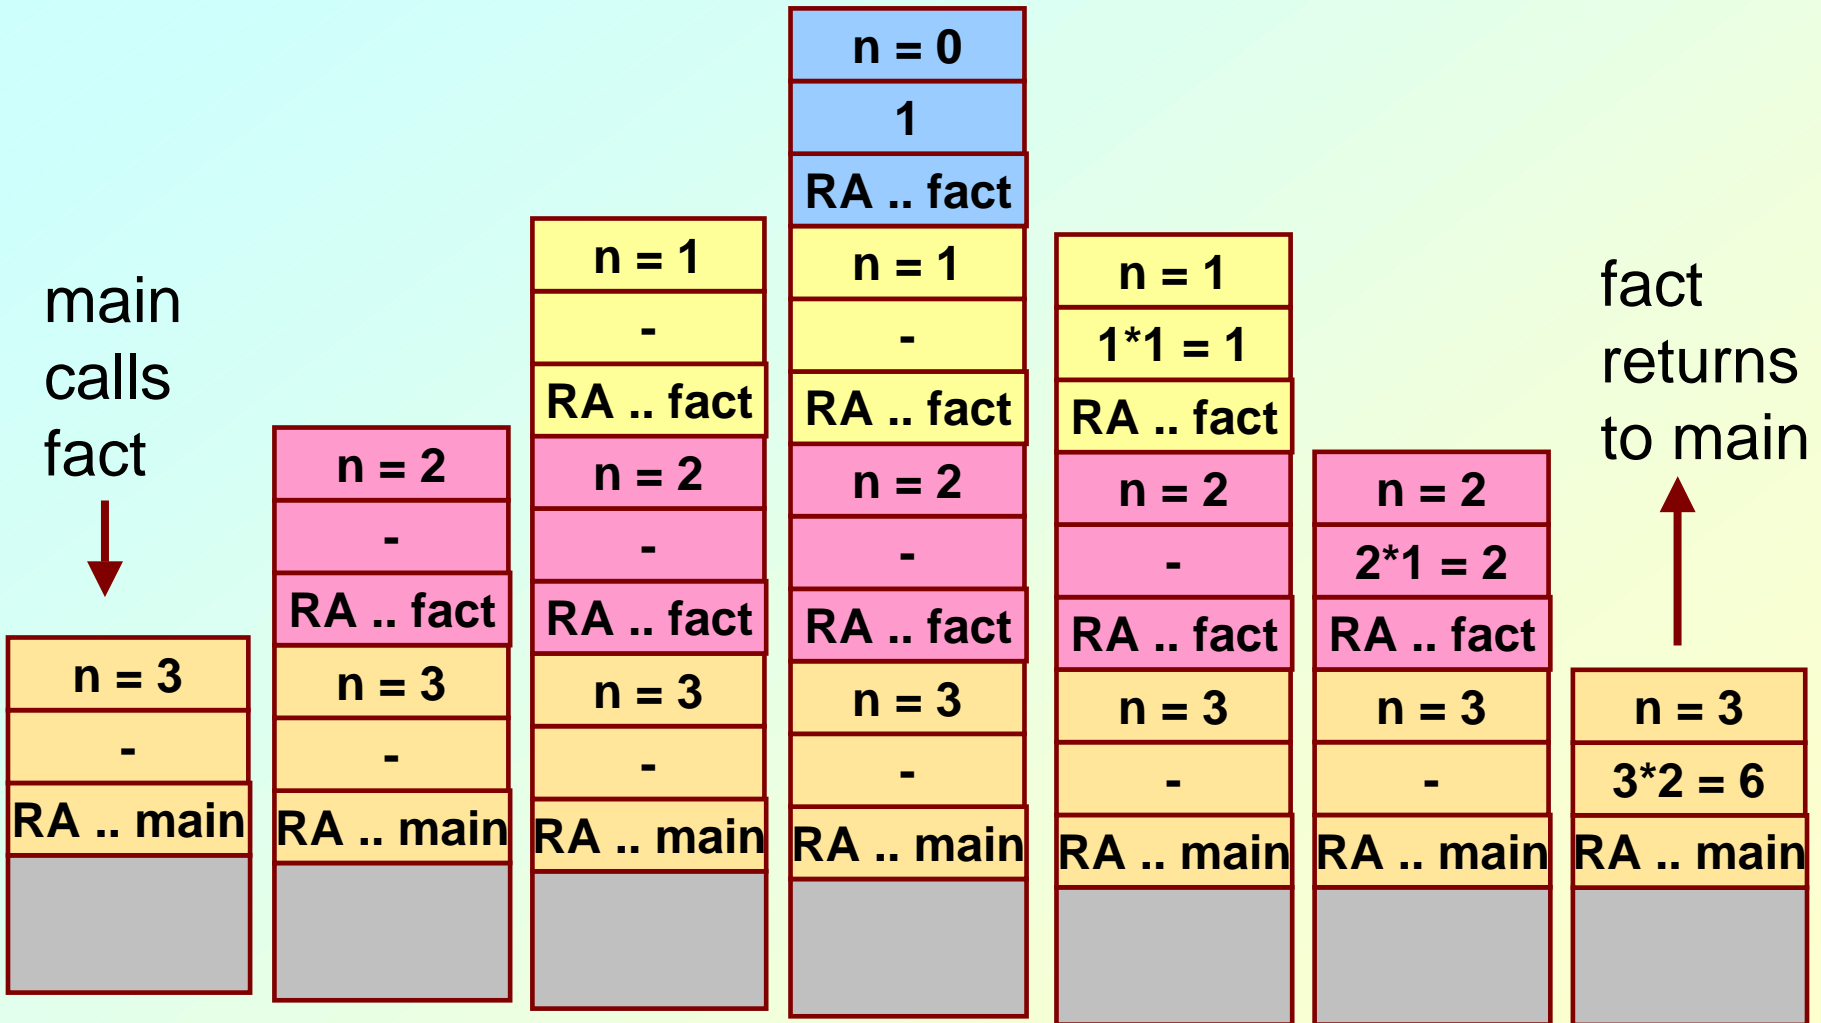 main
calls
fact
n = 3
-
RA .. main
n = 2
-
RA .. fact
n = 3
-
RA .. main
n = 1
-
RA .. fact
n = 2
-
RA .. fact
n = 3
-
RA .. main
n = 0
1
RA .. fact
n = 1
-
RA .. fact
n = 2
-
RA .. fact
n = 3
-
RA .. main
n = 1
1*1 = 1
RA .. fact
n = 2
-
RA .. fact
n = 3
-
RA .. main
n = 2
2*1 = 2
RA .. fact
n = 3
-
RA .. main
fact
returns
to main
n = 3
3*2 = 6
RA .. main